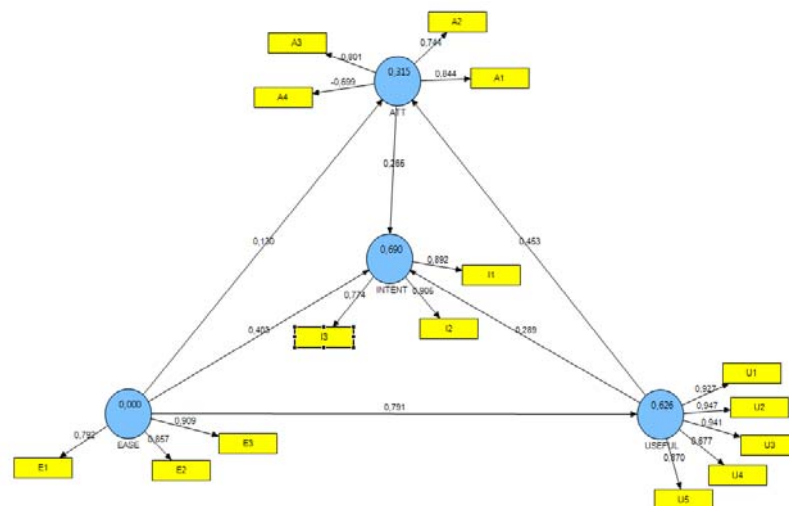 A2
A3
0,744
0,801
0,315
0,844
A1
-0,699
A4
ATT
0,266
0,130
0,453
0,690
0,892
I1
INTENT
0,774
0,906
0,403
0,289
I3
I2
0,000
0,909
0,791
0,626
0,927
U1
0,947
U2
0,792
0,857
E3
EASE
USEFUL
0,941
U3
0,877
0,870
E1
E2
U4
U5